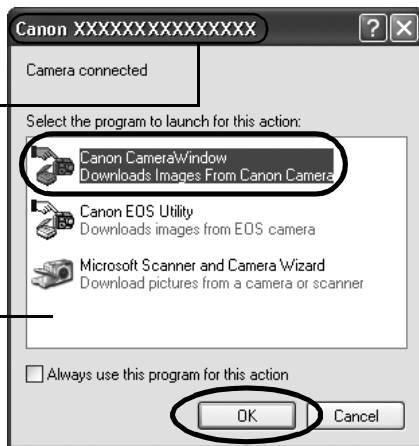 Canon XXXXXXXXXXXXXXX
Camera connected
Select the program to launch for this action:
Canon CameraWindow
Downloads Images From Canon Camera
Canon EOS Utility
Downloads images from EOS camera
Microsoft Scanner and Camera Wizard
Download pictures from a camera or scanner
Always use this program for this action
OK
Cancel